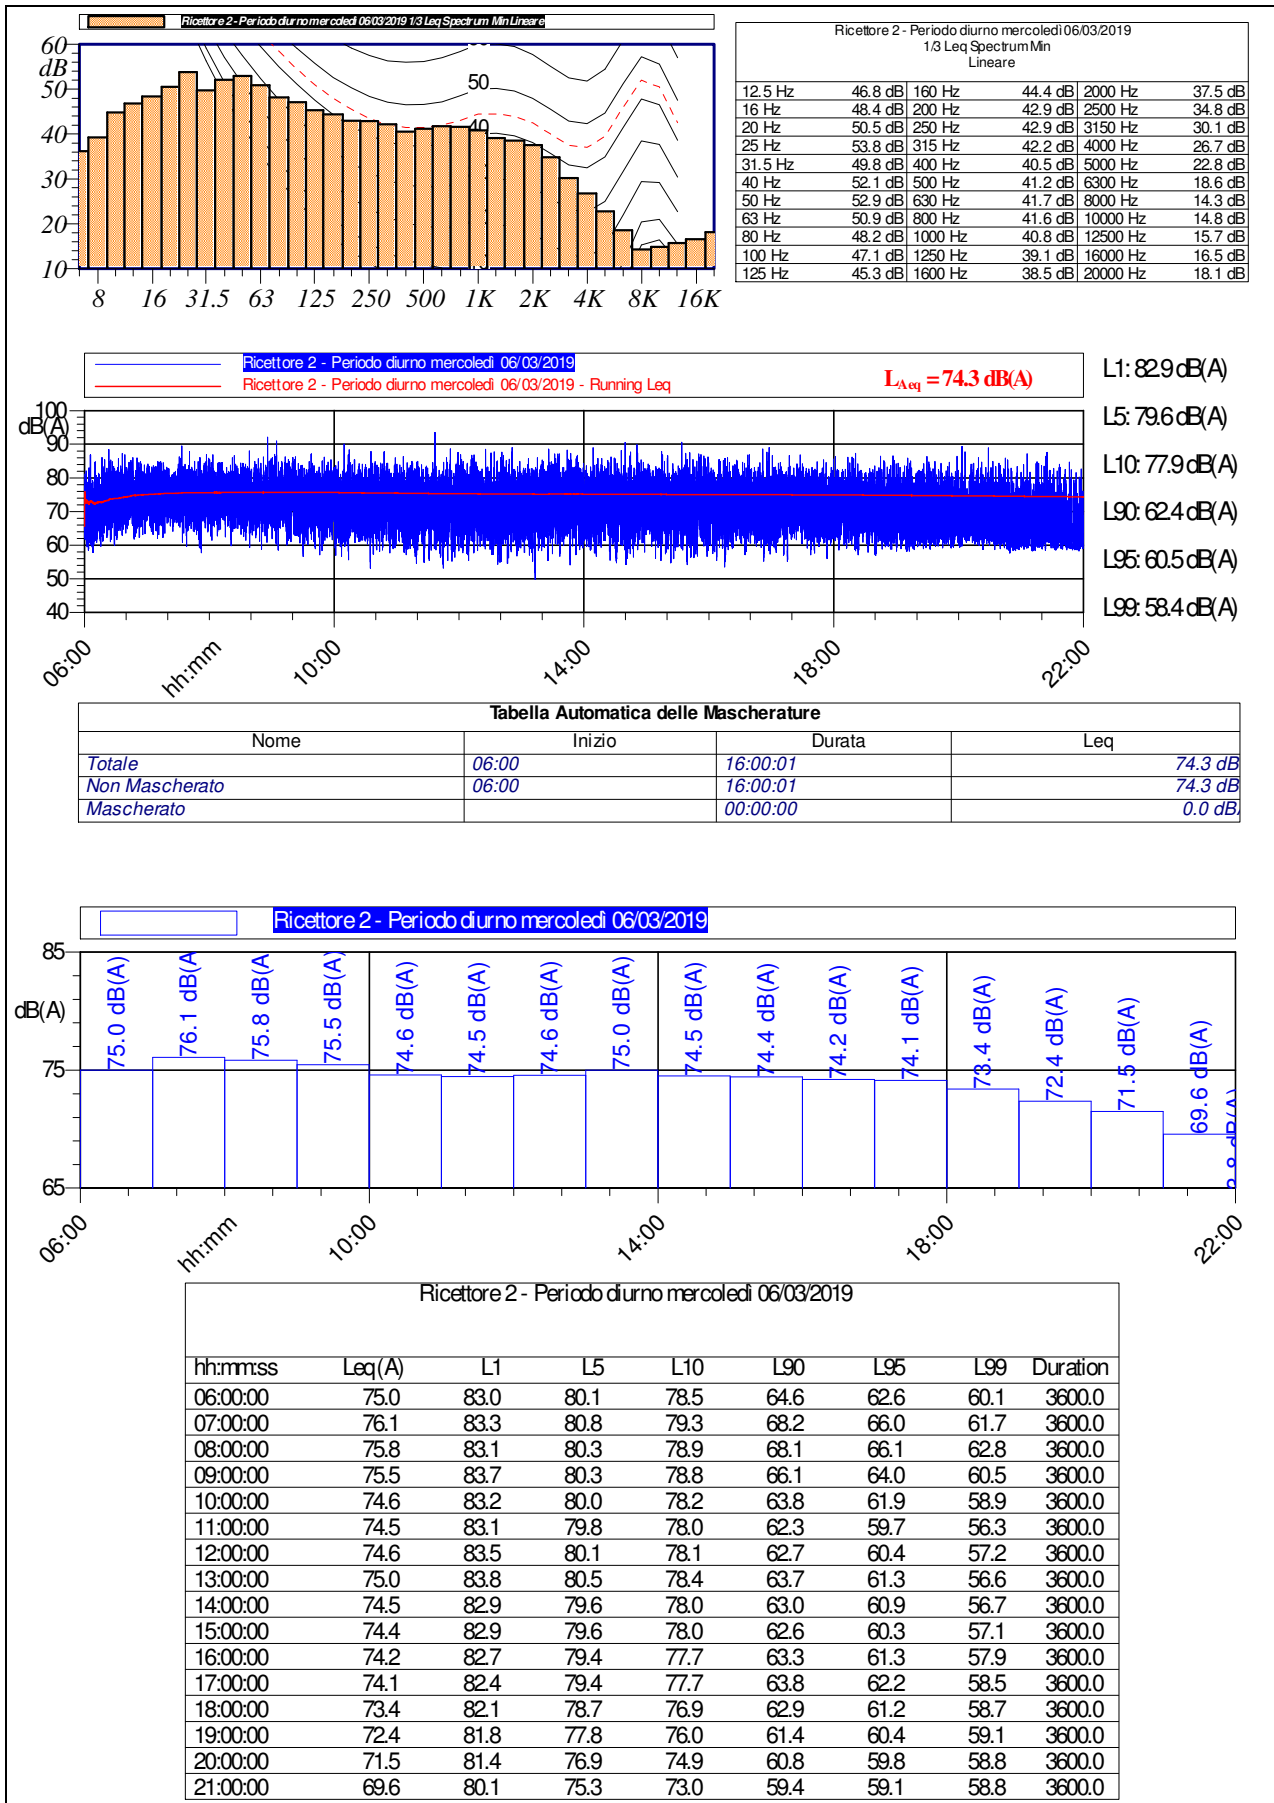 Ricettore 2 - Periodo diurno mercoledì 06/03/2019 1/3 Leq Spectrum Min Lineare
60
dB
50
40
30
20
10
50
40
8 16 31.5 63 125 250 500 1K 2K 4K 8K 16K
Ricettore 2 - Periodo diurno mercoledì 06/03/2019
1/3 Leq Spectrum Min
Lineare
12.5 Hz 46.8 dB 160 Hz 44.4 dB 2000 Hz 37.5 dB
16 Hz 48.4 dB 200 Hz 42.9 dB 2500 Hz 34.8 dB
20 Hz 50.5 dB 250 Hz 42.9 dB 3150 Hz 30.1 dB
25 Hz 53.8 dB 315 Hz 42.2 dB 4000 Hz 26.7 dB
31.5 Hz 49.8 dB 400 Hz 40.5 dB 5000 Hz 22.8 dB
40 Hz 52.1 dB 500 Hz 41.2 dB 6300 Hz 18.6 dB
50 Hz 52.9 dB 630 Hz 41.7 dB 8000 Hz 14.3 dB
63 Hz 50.9 dB 800 Hz 41.6 dB 10000 Hz 14.8 dB
80 Hz 48.2 dB 1000 Hz 40.8 dB 12500 Hz 15.7 dB
100 Hz 47.1 dB 1250 Hz 39.1 dB 16000 Hz 16.5 dB
125 Hz 45.3 dB 1600 Hz 38.5 dB 20000 Hz 18.1 dB
Ricettore 2 - Periodo diurno mercoledì 06/03/2019
Ricettore 2 - Periodo diurno mercoledì 06/03/2019 - Running Leq
LAeq = 74.3 dB(A)
100
dB(A)
90
80
70
60
50
40
06:00 hh:mm 10:00 14:00 18:00 22:00
L1: 82.9 dB(A)
L5: 79.6 dB(A)
L10: 77.9 dB(A)
L90: 62.4 dB(A)
L95: 60.5 dB(A)
L99: 58.4 dB(A)
Tabella Automatica delle Mascherature
Nome Inizio Durata Leq
Totale 06:00 16:00:01 74.3 dB
Non Mascherato 06:00 16:00:01 74.3 dB
Mascherato 00:00:00 0.0 dB
Ricettore 2 - Periodo diurno mercoledì 06/03/2019
85
dB(A)
75
65
75.0 dB(A)
76.1 dB(A
75.8 dB(A
75.5 dB(A)
74.6 dB(A)
74.5 dB(A)
74.6 dB(A)
75.0 dB(A)
74.5 dB(A)
74.4 dB(A)
74.2 dB(A)
74.1 dB(A)
73.4 dB(A)
72.4 dB(A)
71.5 dB(A)
69.6 dB(A)
06:00 hh:mm 10:00 14:00 18:00 22:00
Ricettore 2 - Periodo diurno mercoledì 06/03/2019
hh:mm:ss Leq(A) L1 L5 L10 L90 L95 L99 Duration
06:00:00 75.0 83.0 80.1 78.5 64.6 62.6 60.1 3600.0
07:00:00 76.1 83.3 80.8 79.3 68.2 66.0 61.7 3600.0
08:00:00 75.8 83.1 80.3 78.9 68.1 66.1 62.8 3600.0
09:00:00 75.5 83.7 80.3 78.8 66.1 64.0 60.5 3600.0
10:00:00 74.6 83.2 80.0 78.2 63.8 61.9 58.9 3600.0
11:00:00 74.5 83.1 79.8 78.0 62.3 59.7 56.3 3600.0
12:00:00 74.6 83.5 80.1 78.1 62.7 60.4 57.2 3600.0
13:00:00 75.0 83.8 80.5 78.4 63.7 61.3 56.6 3600.0
14:00:00 74.5 82.9 79.6 78.0 63.0 60.9 56.7 3600.0
15:00:00 74.4 82.9 79.6 78.0 62.6 60.3 57.1 3600.0
16:00:00 74.2 82.7 79.4 77.7 63.3 61.3 57.9 3600.0
17:00:00 74.1 82.4 79.4 77.7 63.8 62.2 58.5 3600.0
18:00:00 73.4 82.1 78.7 76.9 62.9 61.2 58.7 3600.0
19:00:00 72.4 81.8 77.8 76.0 61.4 60.4 59.1 3600.0
20:00:00 71.5 81.4 76.9 74.9 60.8 59.8 58.8 3600.0
21:00:00 69.6 80.1 75.3 73.0 59.4 59.1 58.8 3600.0